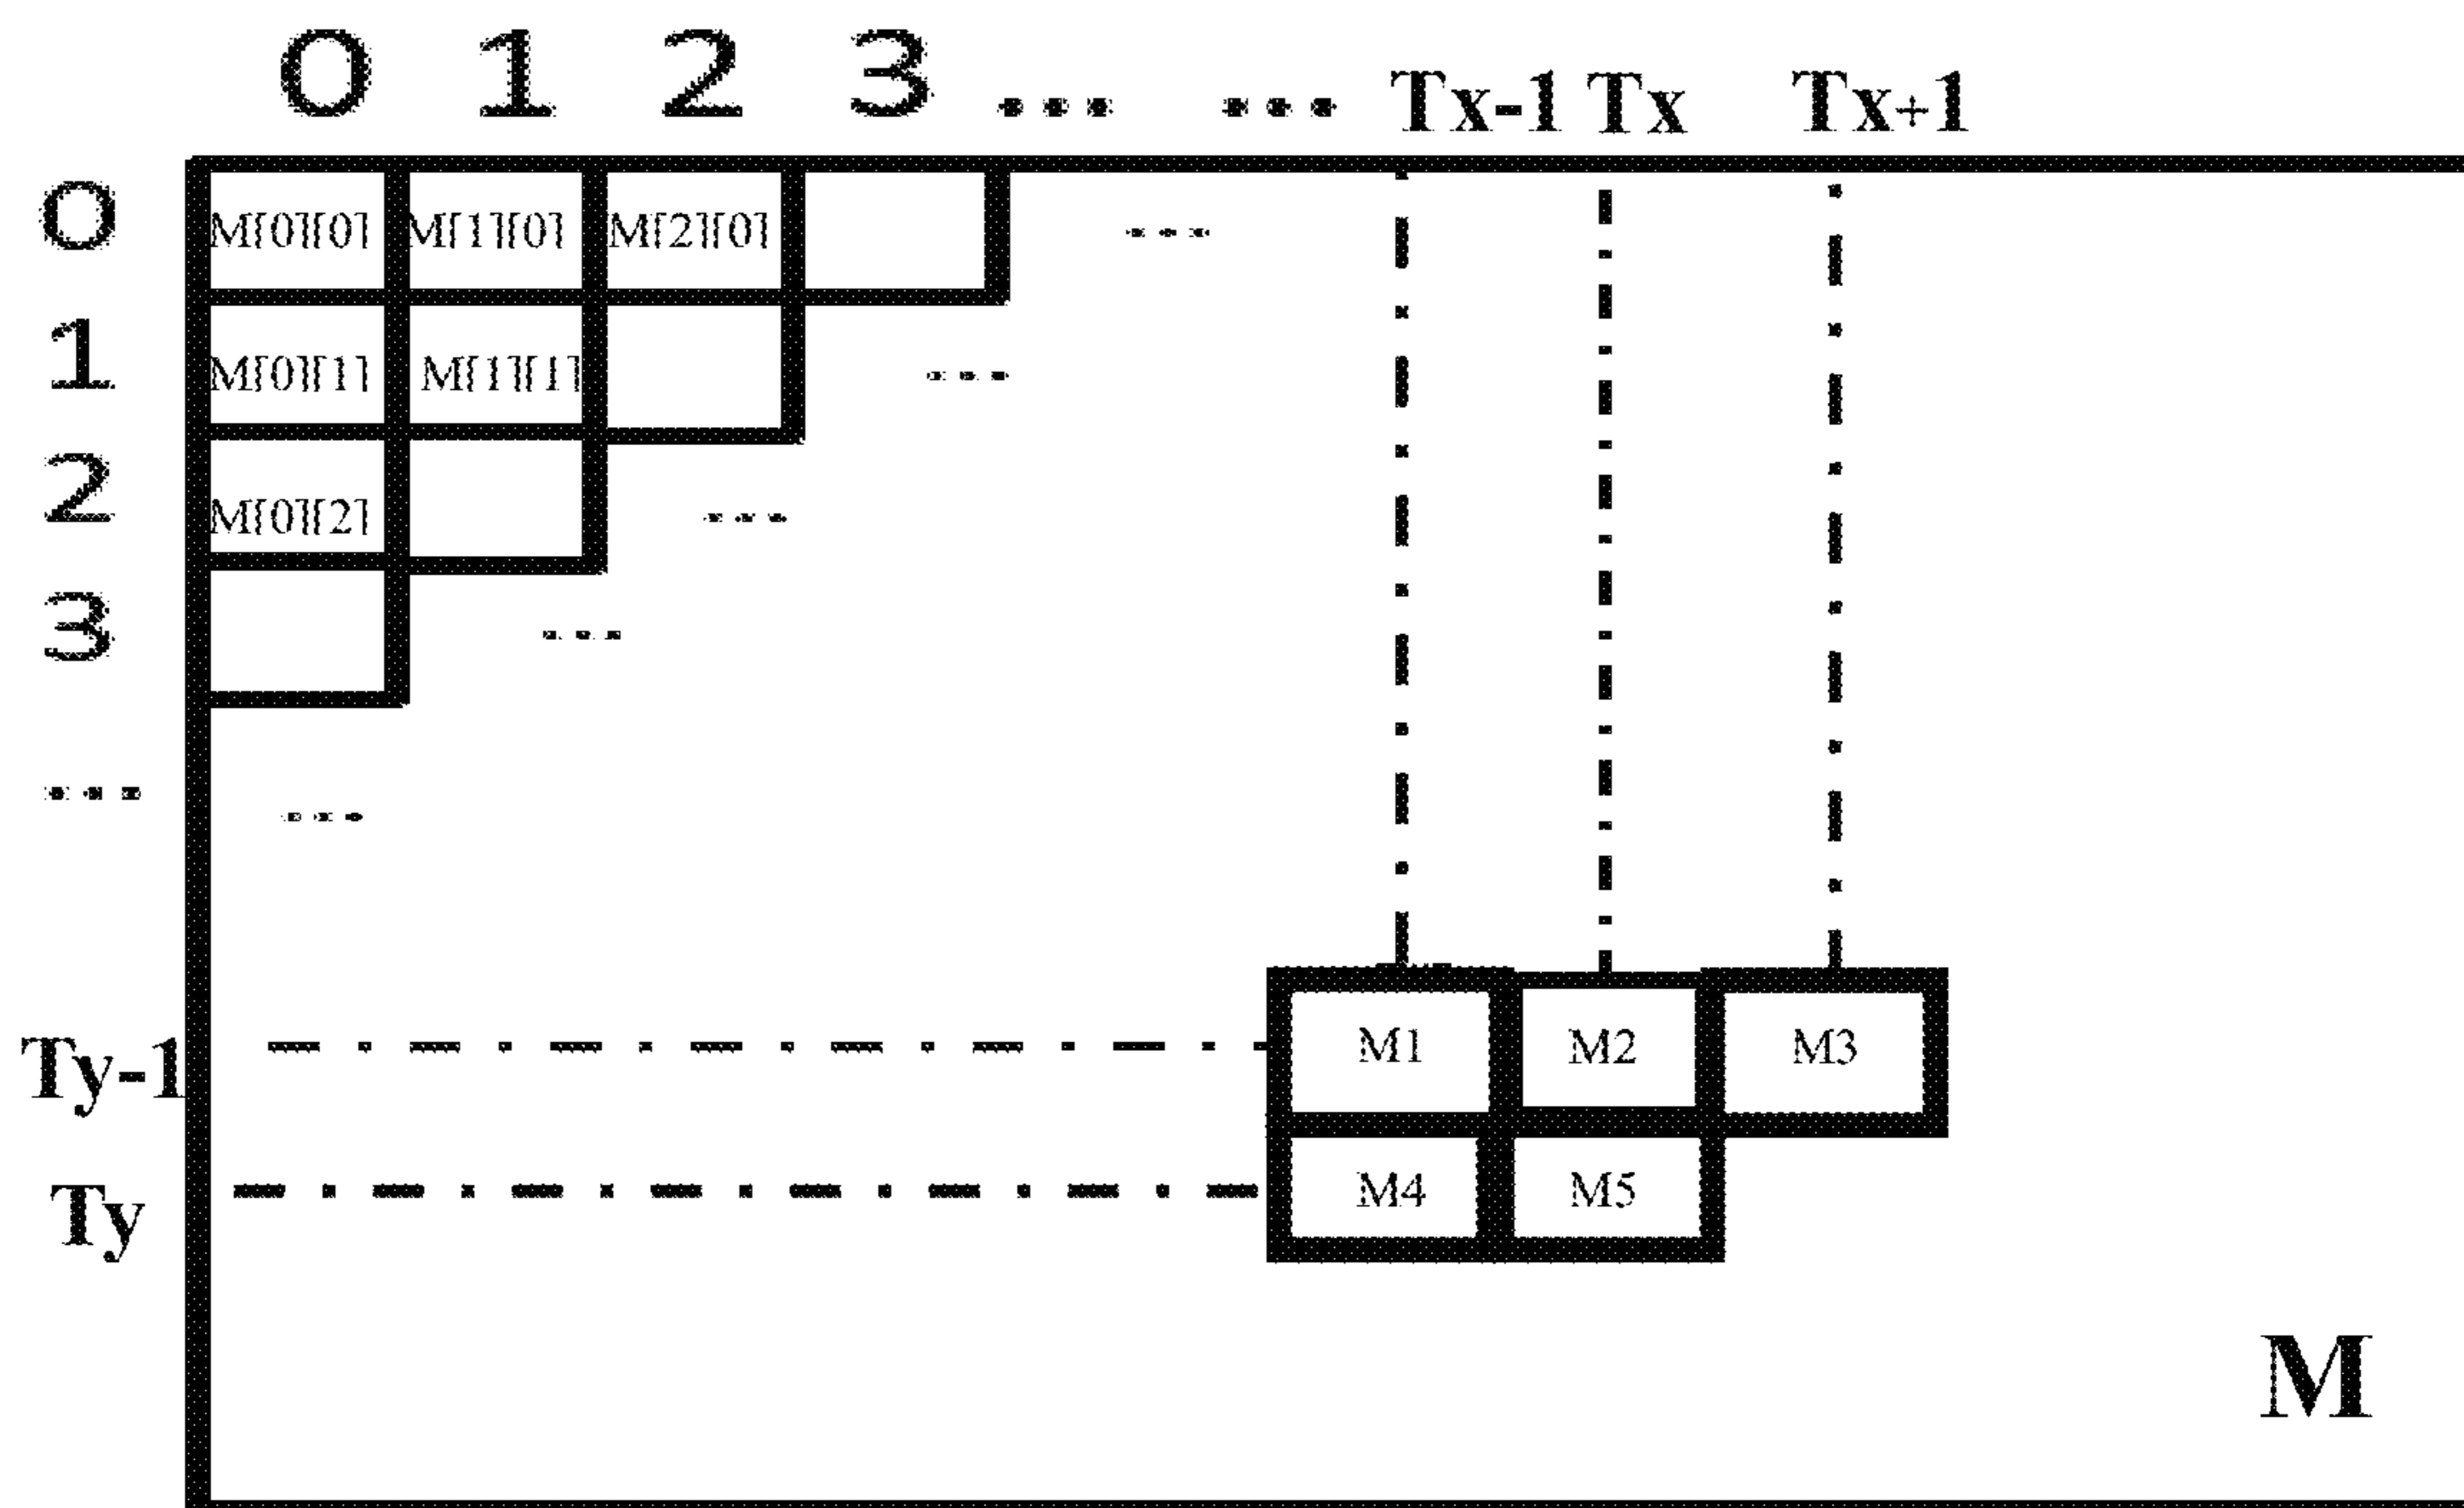 0 1 2 3 ... ... Tx-1 Tx Tx+1
0 M[0][0] M[1][0] M[2][0] ...
1 M[0][1] M[1][1] ...
2 M[0][2] ...
3 ...
... ...
Ty-1 M1 M2 M3
Ty M4 M5
M